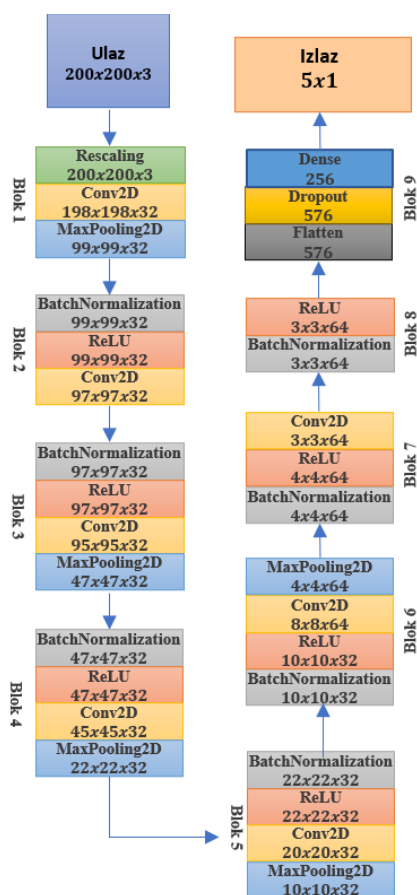 Ulaz
200x200x3
Blok 1
Rescaling
200x200x3
Conv2D
198x198x32
MaxPooling2D
99x99x32
Blok 2
BatchNormalization
99x99x32
ReLU
99x99x32
Conv2D
97x97x32
Blok 3
BatchNormalization
97x97x32
ReLU
97x97x32
Conv2D
95x95x32
MaxPooling2D
47x47x32
Blok 4
BatchNormalization
47x47x32
ReLU
47x47x32
Conv2D
45x45x32
MaxPooling2D
22x22x32
Blok 5
BatchNormalization
22x22x32
ReLU
22x22x32
Conv2D
20x20x32
MaxPooling2D
10x10x32
MaxPooling2D
4x4x64
Conv2D
8x8x64
ReLU
10x10x32
BatchNormalization
10x10x32
Blok 6
Conv2D
3x3x64
ReLU
4x4x64
BatchNormalization
4x4x64
Blok 7
ReLU
3x3x64
BatchNormalization
3x3x64
Blok 8
Dense
256
Dropout
576
Flatten
576
Blok 9
Izlaz
5x1